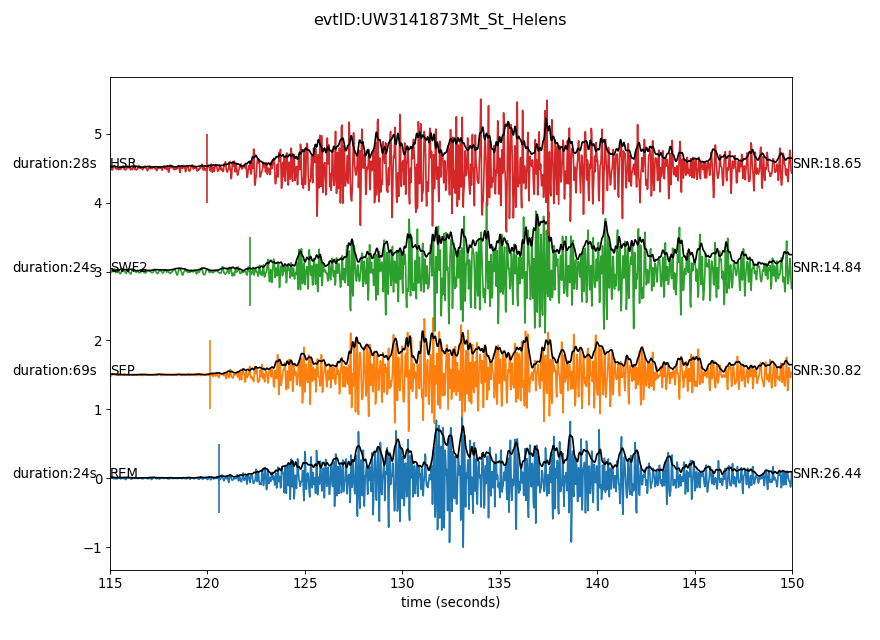 evtID:UW3141873Mt_St_Helens
5
duration:28s HSR SNR:18.65
4
duration:24s 3 SWF2 SNR:14.84
2
duration:69s SEP SNR:30.82
1
duration:24s 0 REM SNR:26.44
−1
115 120 125 130 135 140 145 150
time (seconds)